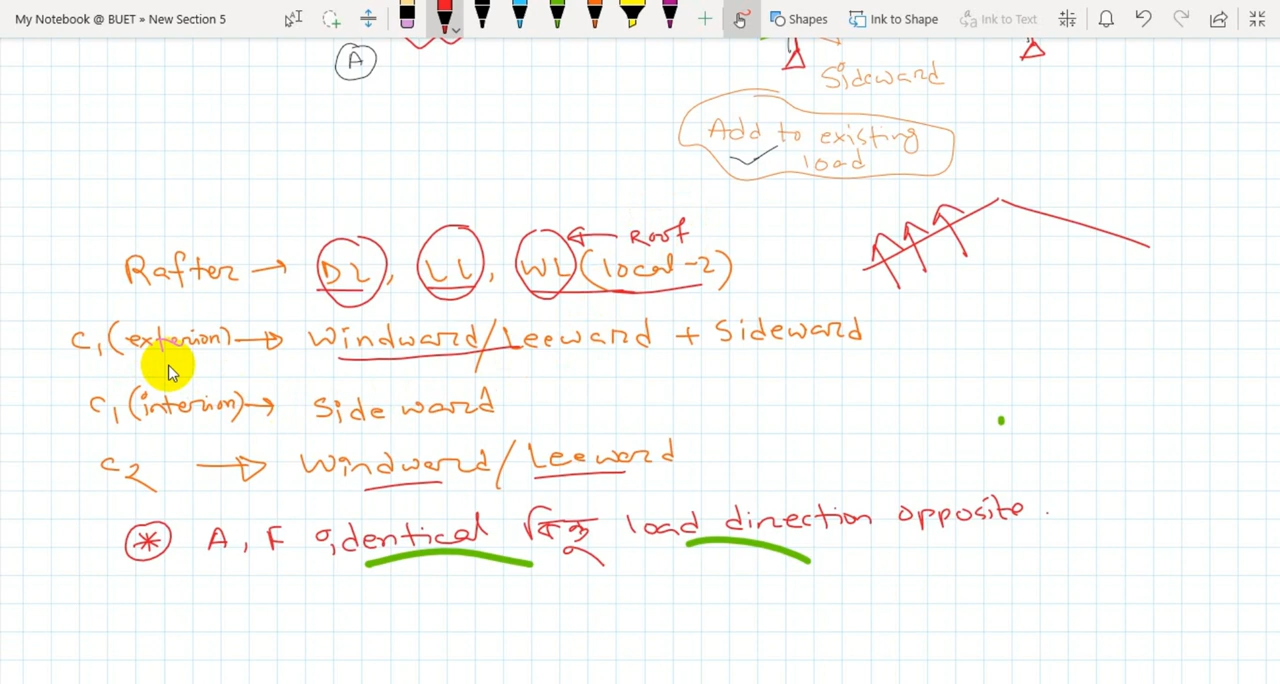 My Notebook @ BUET » New Section 5
Shapes
Ink to Shape
Ink to Text
A
Sideward
Add to existing
load
Rafter → DL, LL, WL (local-2) ← Roof
C1 (exterior) → Windward/Leeward + Sideward
C1 (interior) → Sideward
C2 → Windward/Leeward
* A, F identical কিন্তু load direction opposite.